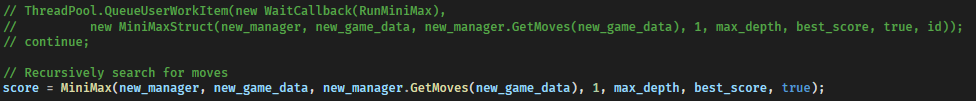 // ThreadPool.QueueUserWorkItem(new WaitCallback(RunMiniMax),
//        new MiniMaxStruct(new_manager, new_game_data, new_manager.GetMoves(new_game_data), 1, max_depth, best_score, true, id));
// continue;
// Recursively search for moves
score = MiniMax(new_manager, new_game_data, new_manager.GetMoves(new_game_data), 1, max_depth, best_score, true);